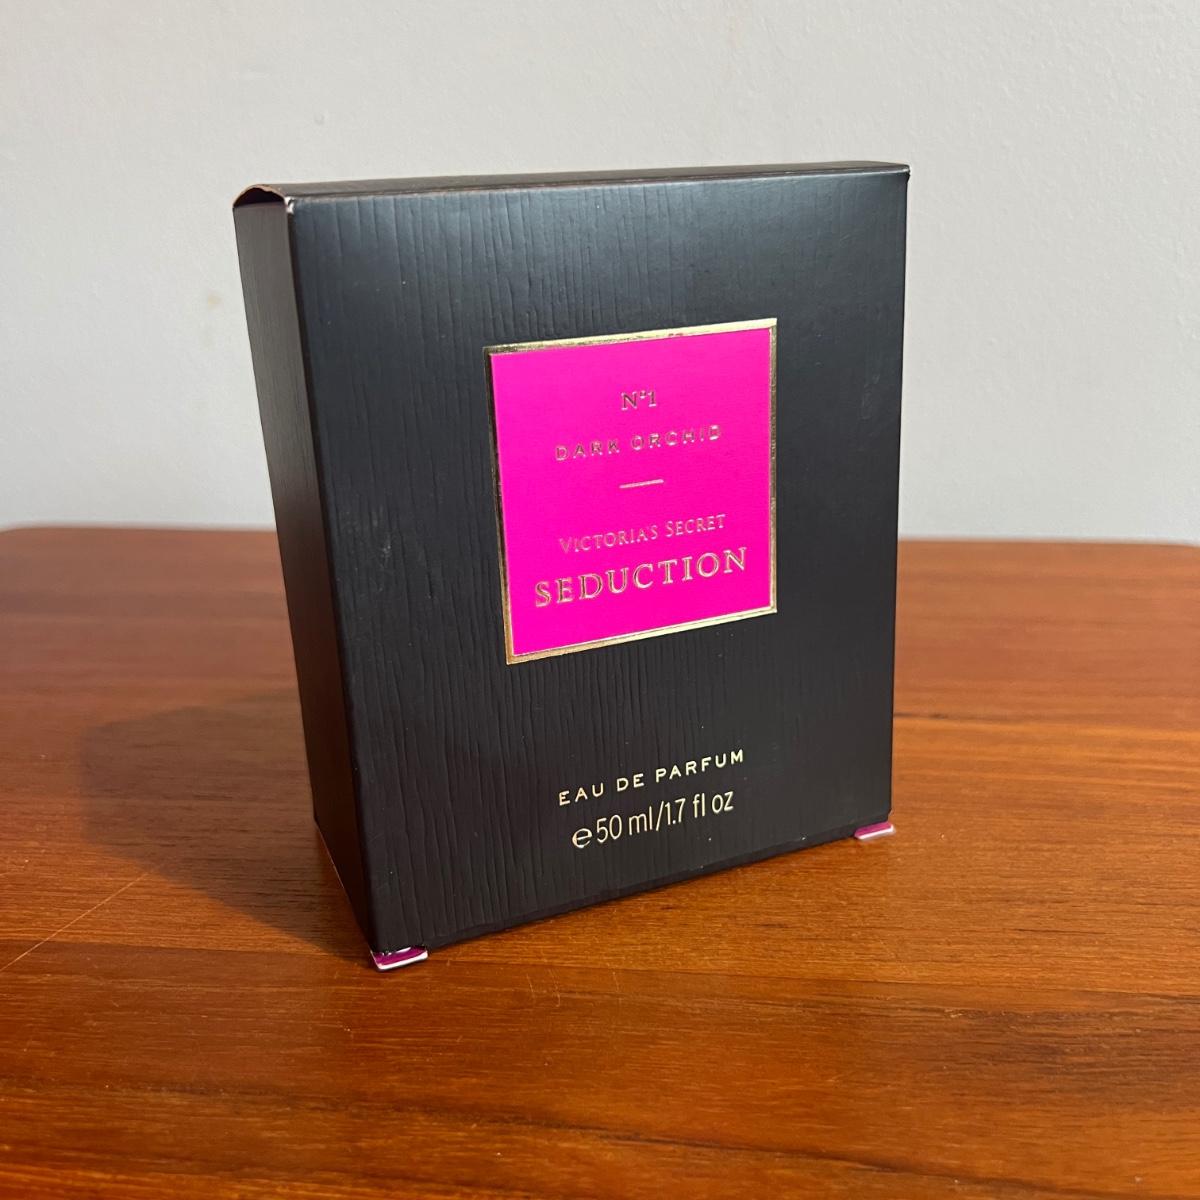 N°1
DARK ORCHID
VICTORIA'S SECRET
SEDUCTION
EAU DE PARFUM
℮50 ml/1.7 fl oz